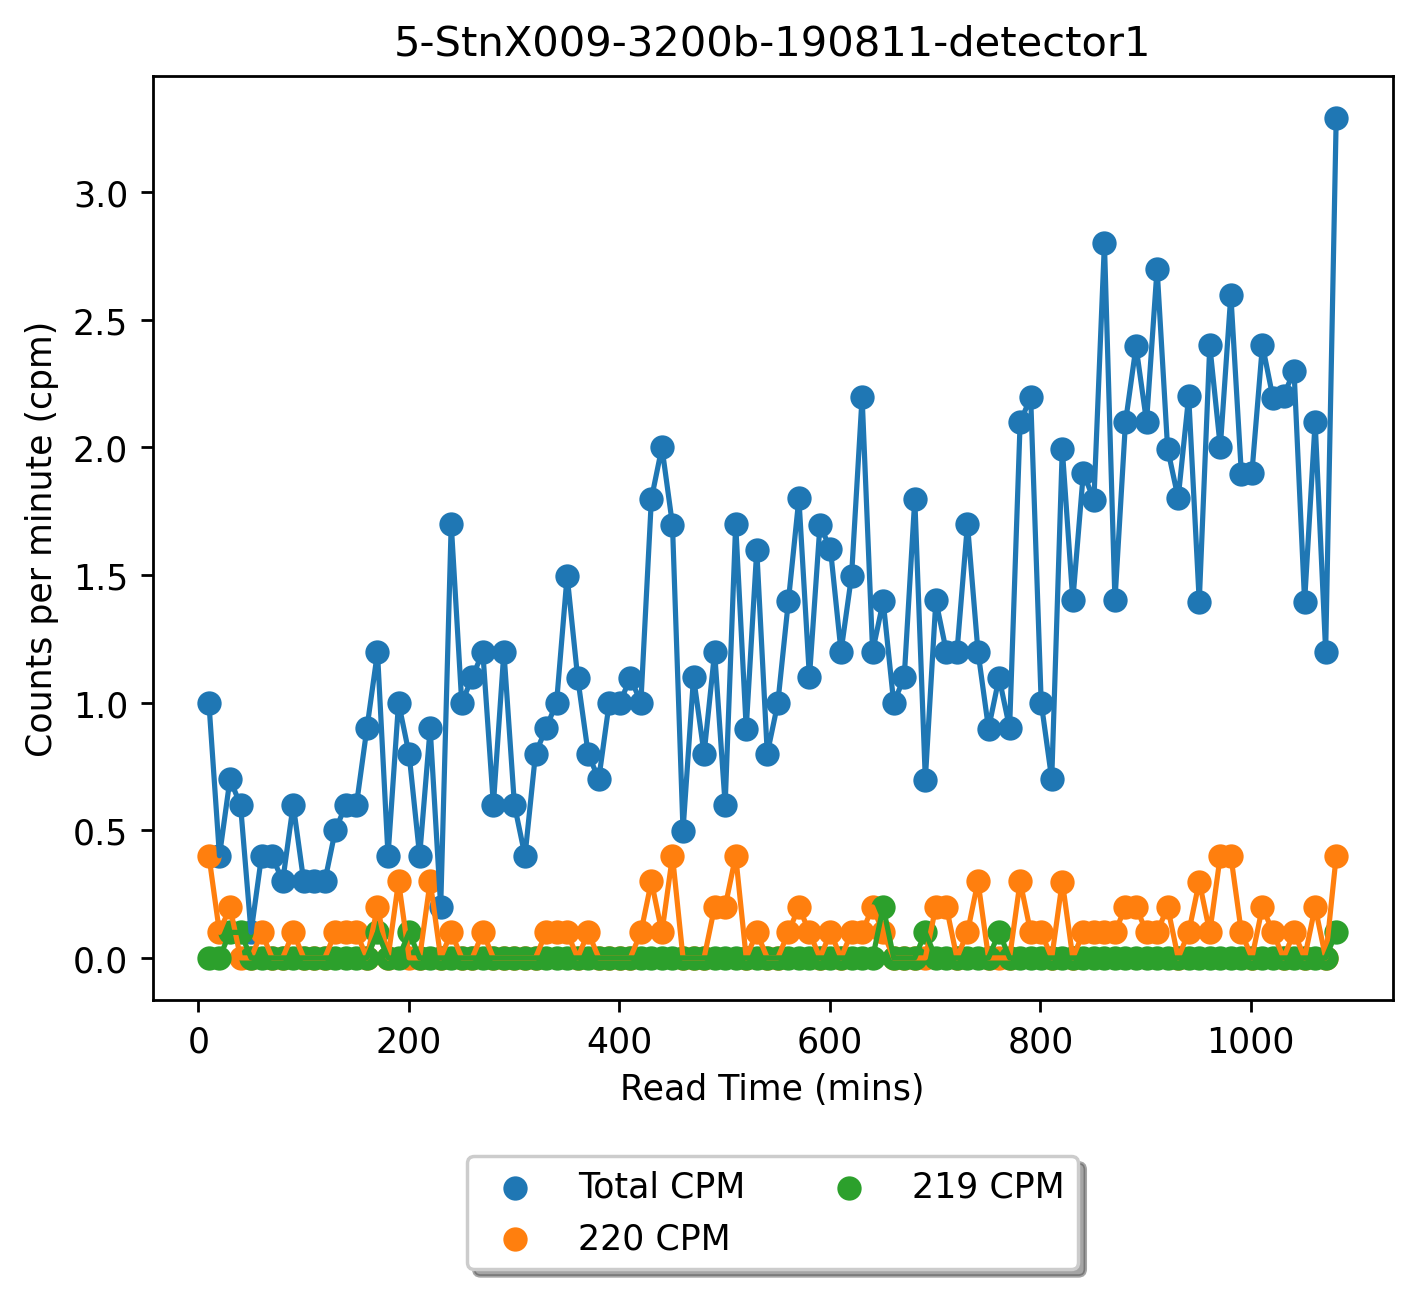 5-StnX009-3200b-190811-detector1
Counts per minute (cpm)
3.0
2.5
2.0
1.5
1.0
0.5
0.0
0 200 400 600 800 1000
Read Time (mins)
Total CPM
220 CPM
219 CPM